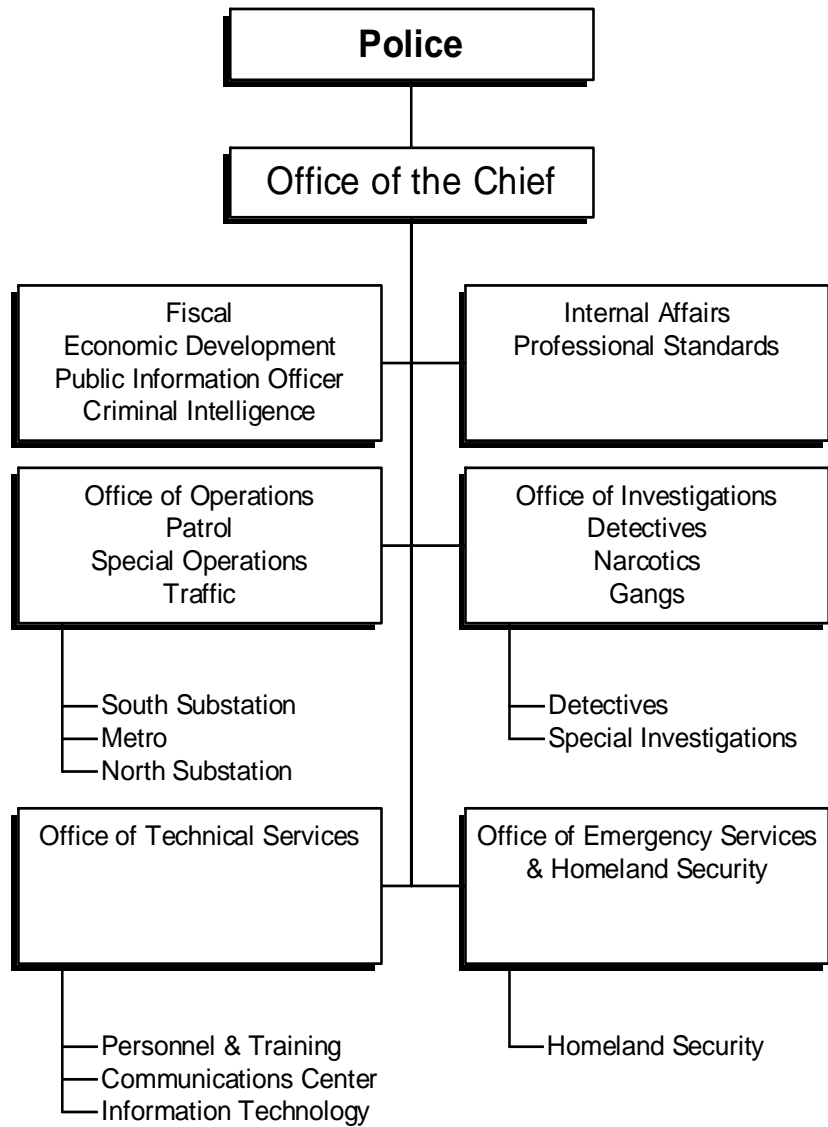 Police
Office of the Chief
Fiscal
Economic Development
Public Information Officer
Criminal Intelligence
Internal Affairs
Professional Standards
Office of Operations
Patrol
Special Operations
Traffic
Office of Investigations
Detectives
Narcotics
Gangs
South Substation
Metro
North Substation
Detectives
Special Investigations
Office of Technical Services
Office of Emergency Services
& Homeland Security
Personnel & Training
Communications Center
Information Technology
Homeland Security